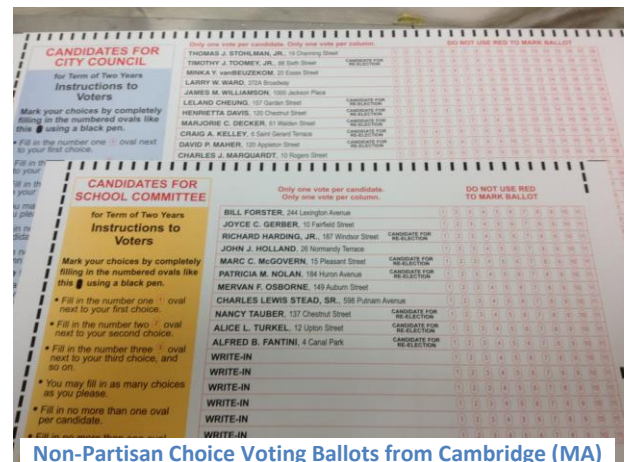 CANDIDATES FOR
CITY COUNCIL
for Term of Two Years
Instructions to
Voters
Mark your choices by completely
filling in the numbered ovals like
this using a black pen.
• Fill in the number one 1 oval
next to your first choice.
Only one vote per candidate. Only one vote per column.
DO NOT USE RED TO MARK BALLOT
THOMAS J. STOHLMAN, JR., 19 Channing Street
TIMOTHY J. TOOMEY, JR., 88 Sixth Street CANDIDATE FOR RE-ELECTION
MINKA Y. vanBEUZEKOM, 20 Essex Street
LARRY W. WARD, 372A Broadway
JAMES M. WILLIAMSON, 1000 Jackson Place
LELAND CHEUNG, 157 Garden Street CANDIDATE FOR RE-ELECTION
HENRIETTA DAVIS, 120 Chestnut Street CANDIDATE FOR RE-ELECTION
MARJORIE C. DECKER, 61 Walden Street CANDIDATE FOR RE-ELECTION
CRAIG A. KELLEY, 6 Saint Gerard Terrace CANDIDATE FOR RE-ELECTION
DAVID P. MAHER, 120 Appleton Street CANDIDATE FOR RE-ELECTION
CHARLES J. MARQUARDT, 10 Rogers Street
CANDIDATES FOR
SCHOOL COMMITTEE
for Term of Two Years
Instructions to
Voters
Mark your choices by completely
filling in the numbered ovals like
this using a black pen.
• Fill in the number one 1 oval
next to your first choice.
• Fill in the number two 2 oval
next to your second choice.
• Fill in the number three 3 oval
next to your third choice, and
so on.
• You may fill in as many choices
as you please.
• Fill in no more than one oval
per candidate.
Only one vote per candidate.
Only one vote per column.
DO NOT USE RED
TO MARK BALLOT
BILL FORSTER, 244 Lexington Avenue
JOYCE C. GERBER, 10 Fairfield Street
RICHARD HARDING, JR., 187 Windsor Street CANDIDATE FOR RE-ELECTION
JOHN J. HOLLAND, 26 Normandy Terrace
MARC C. McGOVERN, 15 Pleasant Street CANDIDATE FOR RE-ELECTION
PATRICIA M. NOLAN, 184 Huron Avenue CANDIDATE FOR RE-ELECTION
MERVAN F. OSBORNE, 149 Auburn Street
CHARLES LEWIS STEAD, SR., 598 Putnam Avenue
NANCY TAUBER, 137 Chestnut Street CANDIDATE FOR RE-ELECTION
ALICE L. TURKEL, 12 Upton Street CANDIDATE FOR RE-ELECTION
ALFRED B. FANTINI, 4 Canal Park CANDIDATE FOR RE-ELECTION
WRITE-IN
WRITE-IN
WRITE-IN
WRITE-IN
WRITE-IN
WRITE-IN
Non-Partisan Choice Voting Ballots from Cambridge (MA)